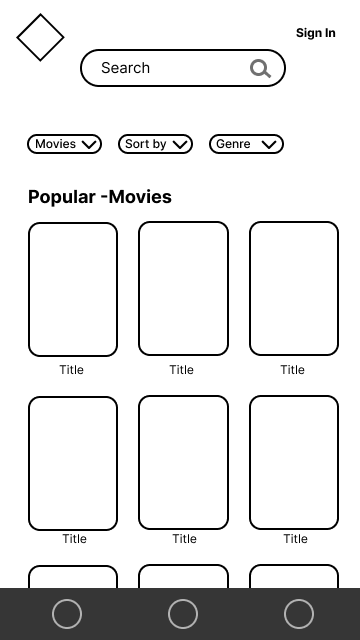 Sign In
Search
Movies Sort by Genre
Popular -Movies
Title Title Title
Title Title Title